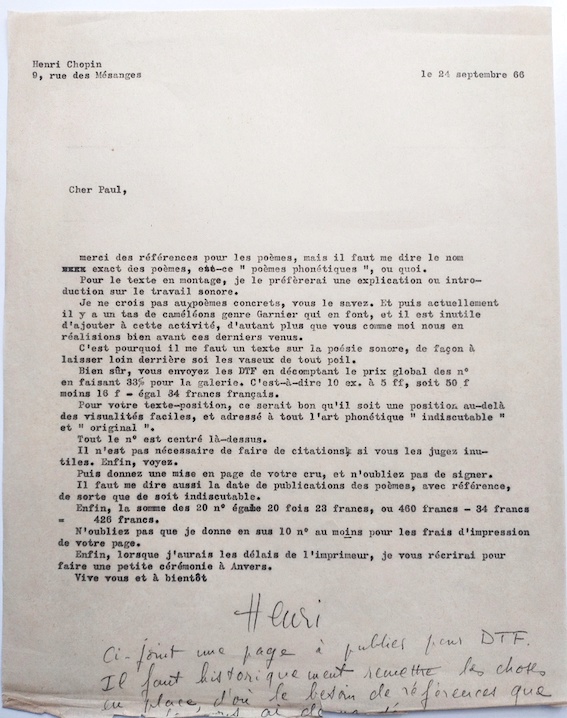 Henri Chopin
9, rue des Mésanges
le 24 septembre 66
Cher Paul,
merci des références pour les poèmes, mais il faut me dire le nom
exact des poèmes, est-ce " poèmes phonétiques ", ou quoi.
Pour le texte en montage, je le préfèrerai une explication ou intro-
duction sur le travail sonore.
Je ne crois pas aux poèmes concrets, vous le savez. Et puis actuellement
il y a un tas de caméléons genre Garnier qui en font, et il est inutile
d'ajouter à cette activité, d'autant plus que vous comme moi nous en
réalisions bien avant ces derniers venus.
C'est pourquoi il me faut un texte sur la poésie sonore, de façon à
laisser loin derrière soi les vaseux de tout poil.
Bien sûr, vous envoyez les DTF en décomptant le prix global des n°
en faisant 33% pour la galerie. C'est-à-dire 10 ex. à 5 ff, soit 50 f
moins 16 f - égal 34 francs français.
Pour votre texte-position, ce serait bon qu'il soit une position au-delà
des visualités faciles, et adressé à tout l'art phonétique " indiscutable "
et " original ".
Tout le n° est centré là-dessus.
Il n'est pas nécessaire de faire de citations, si vous les jugez inu-
tiles. Enfin, voyez.
Puis donnez une mise en page de votre cru, et n'oubliez pas de signer.
Il faut me dire aussi la date de publications des poèmes, avec référence,
de sorte que de soit indiscutable.
Enfin, la somme des 20 n° égale 20 fois 23 francs, ou 460 francs - 34 francs
= 426 francs.
N'oubliez pas que je donne en sus 10 n° au moins pour les frais d'impression
de votre page.
Enfin, lorsque j'aurais les délais de l'imprimeur, je vous récrirai pour
faire une petite cérémonie à Anvers.
Vive vous et à bientôt
Henri
Ci-joint une page à publier pour DTF.
Il faut historiquement remettre les choses
en place, d'où le besoin de références que